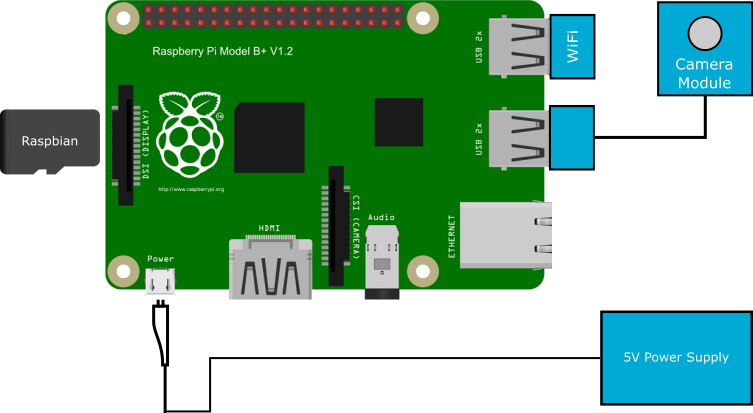 Raspberry Pi Model B+ V1.2
USB 2x
WiFi
Camera
Module
Raspbian
DSI (DISPLAY)
TM
http://www.raspberrypi.org
USB 2x
CSI (CAMERA)
Audio
ETHERNET
HDMI
Power
5V Power Supply